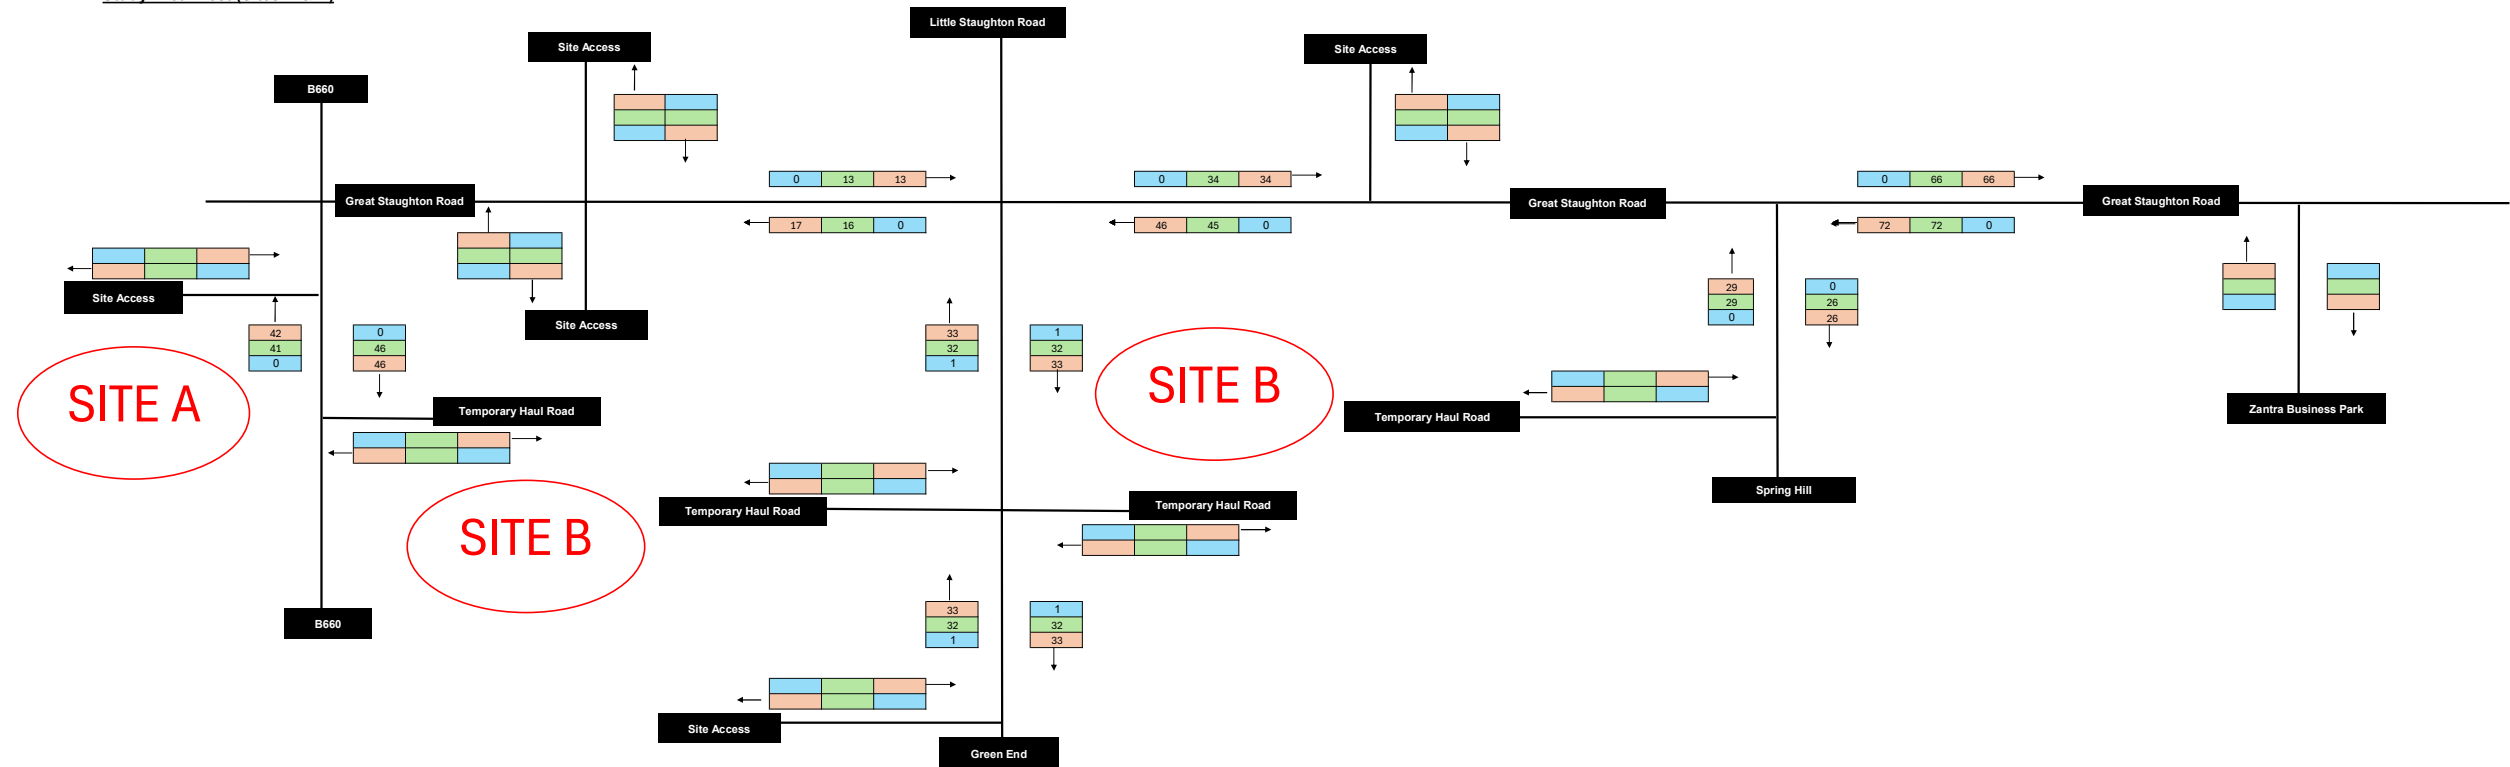 Little Staughton Road
Site Access
Site Access
B660
0 13 13
0 34 34
0 66 66
Great Staughton Road
Great Staughton Road
Great Staughton Road
17 16 0
46 45 0
72 72 0
Site Access
29
29
0
0
26
26
42
41
0
0
46
46
Site Access
33
32
1
1
32
33
SITE A
SITE B
Temporary Haul Road
Temporary Haul Road
Zantra Business Park
SITE B
Temporary Haul Road
Temporary Haul Road
Spring Hill
B660
33
32
1
1
32
33
Site Access
Green End